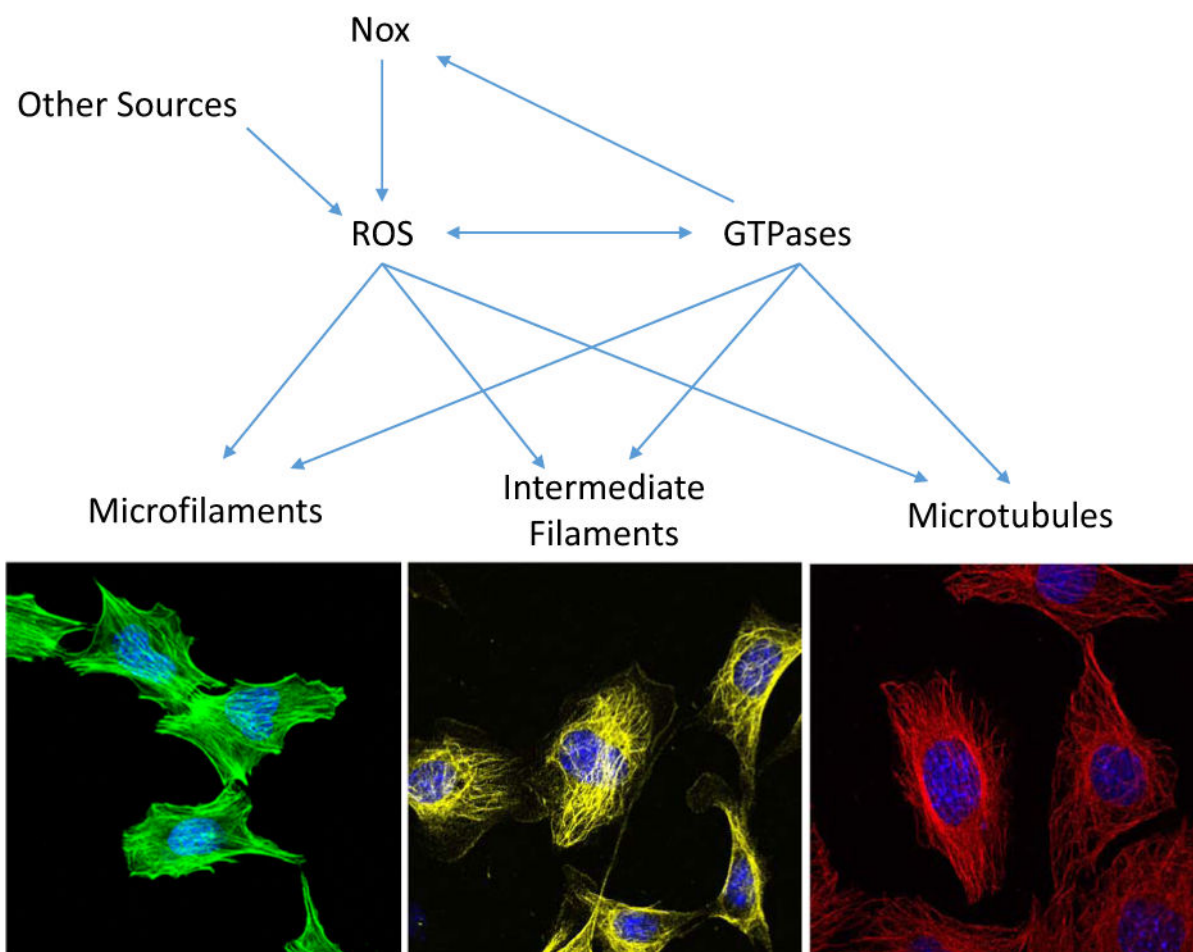 Nox
Other Sources
ROS
GTPases
Microfilaments
Intermediate
Filaments
Microtubules